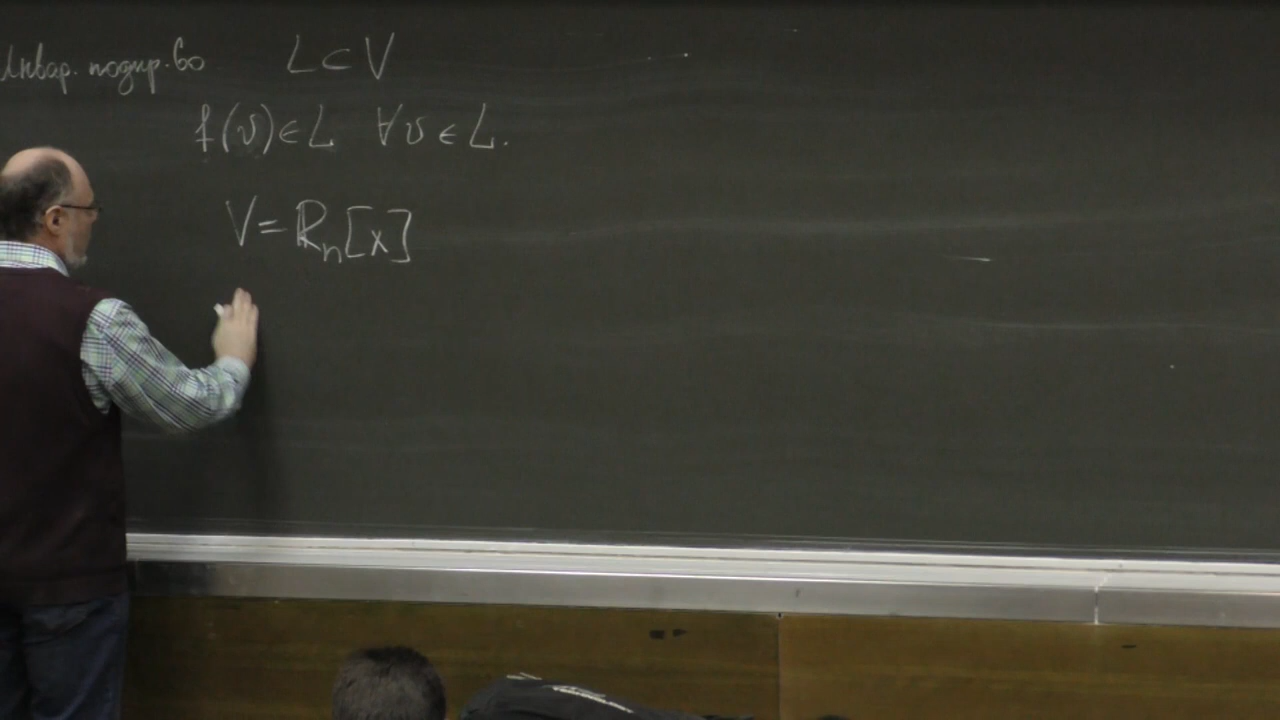 Инвар. подпр.во L ⊂ V
f(v) ∈ L ∀v ∈ L.
V = ℝₙ[x]